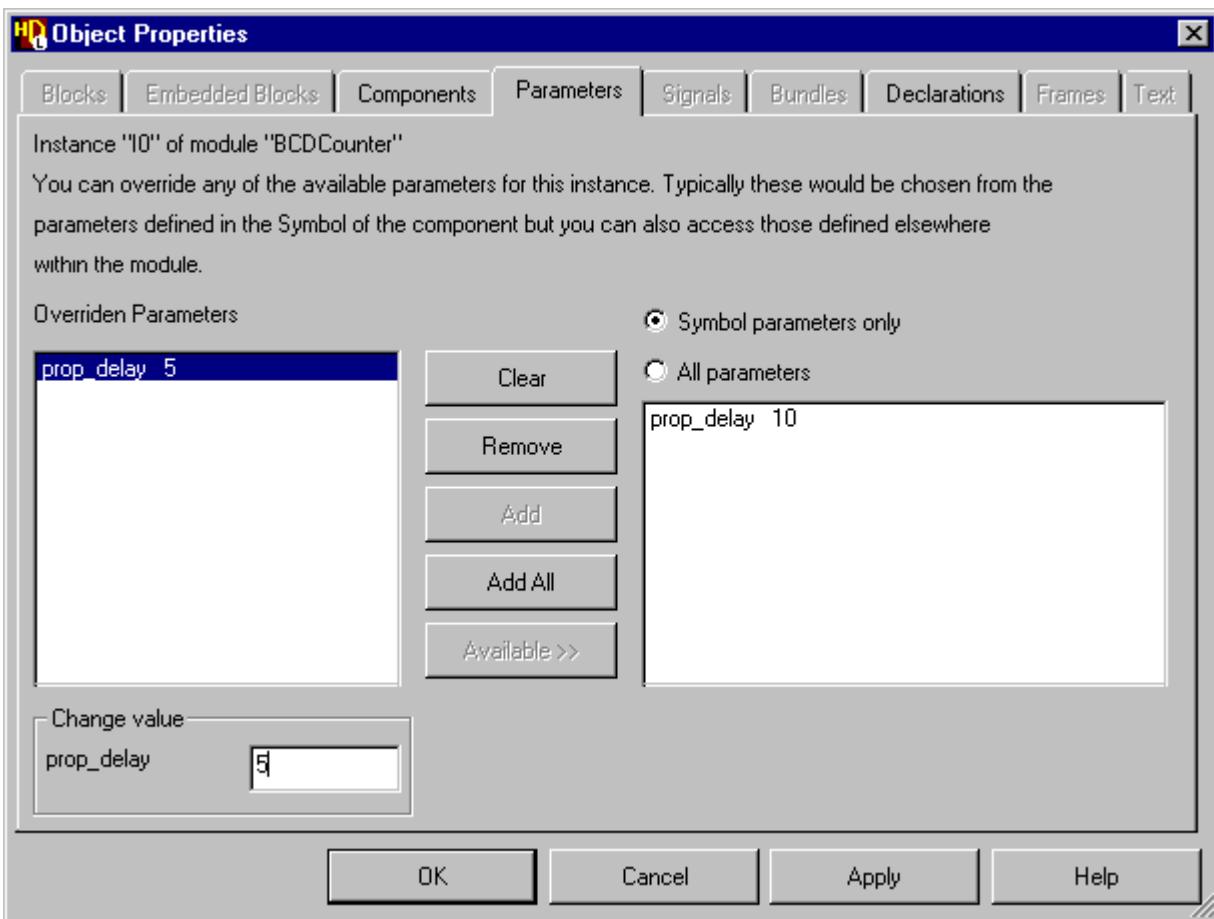 HDL Object Properties
Blocks Embedded Blocks Components Parameters Signals Bundles Declarations Frames Text
Instance "I0" of module "BCDCounter"
You can override any of the available parameters for this instance. Typically these would be chosen from the
parameters defined in the Symbol of the component but you can also access those defined elsewhere
within the module.
Overriden Parameters
Symbol parameters only
All parameters
prop_delay 5
Clear
Remove
Add
Add All
Available >>
prop_delay 10
Change value
prop_delay 5
OK Cancel Apply Help